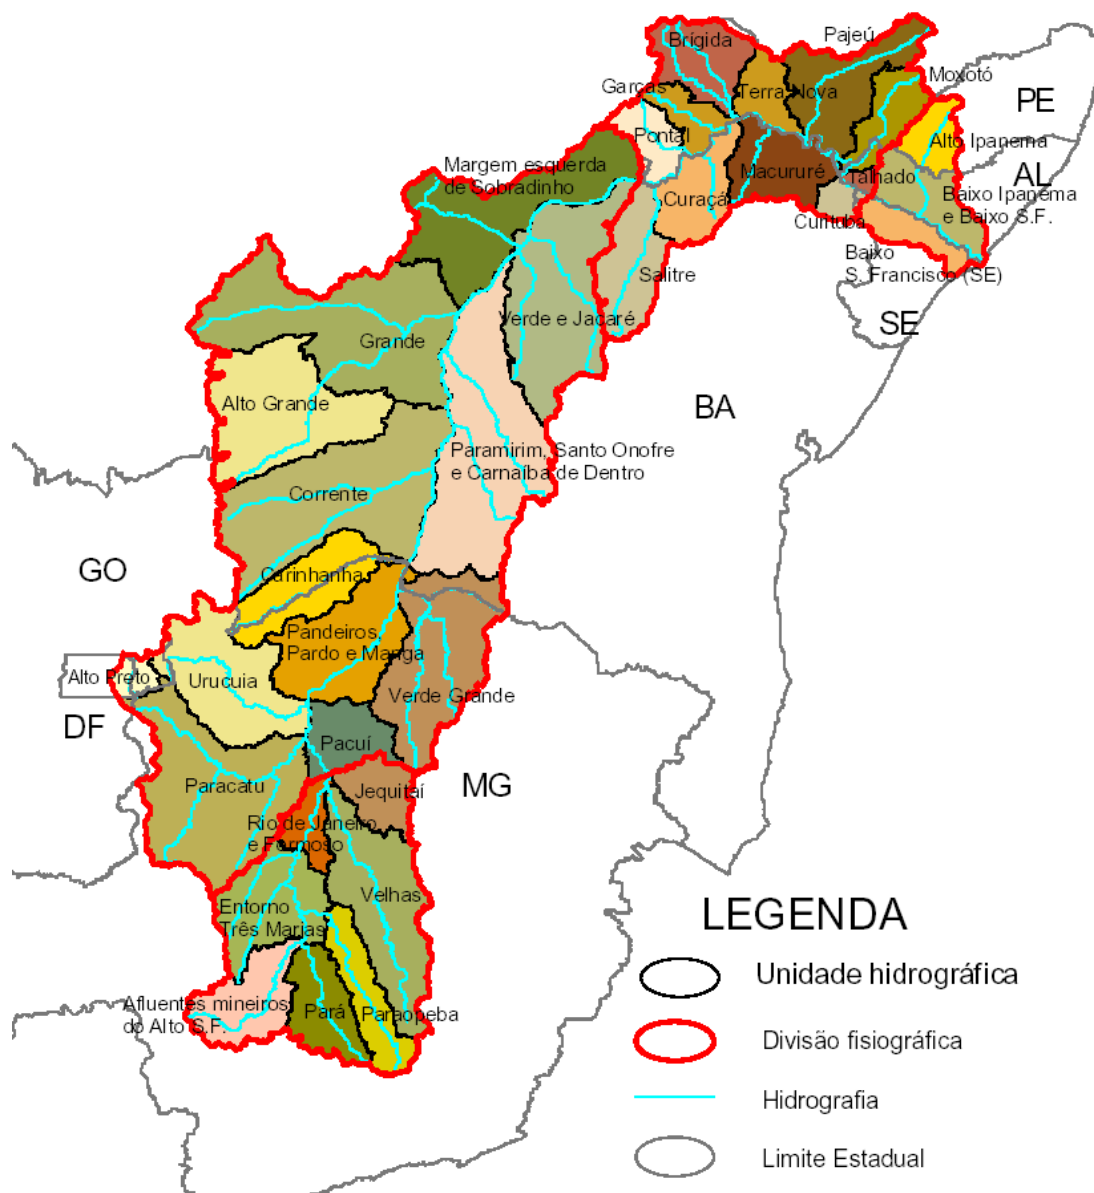 Pajeú
Brígida
Moxotó
Garças
Terra Nova
PE
Pontal
Alto Ipanema
Margem esquerda
de Sobradinho
Macururé
Talhado
AL
Curaçá
Baixo Ipanema
e Baixo S.F.
Curituba
Baixo
S. Francisco (SE)
Salitre
Verde e Jacaré
SE
Grande
Alto Grande
BA
Paramirim, Santo Onofre
e Carnaíba de Dentro
Corrente
GO
Carinhanha
Pandeiros,
Pardo e Manga
Alto Preto
Urucuia
Verde Grande
DF
Pacuí
Paracatu
Jequitaí
MG
Rio de Janeiro
e Formoso
Velhas
Entorno
Três Marias
Afluentes mineiros
do Alto S.F.
Pará
Paraopeba
LEGENDA
Unidade hidrográfica
Divisão fisiográfica
Hidrografia
Limite Estadual